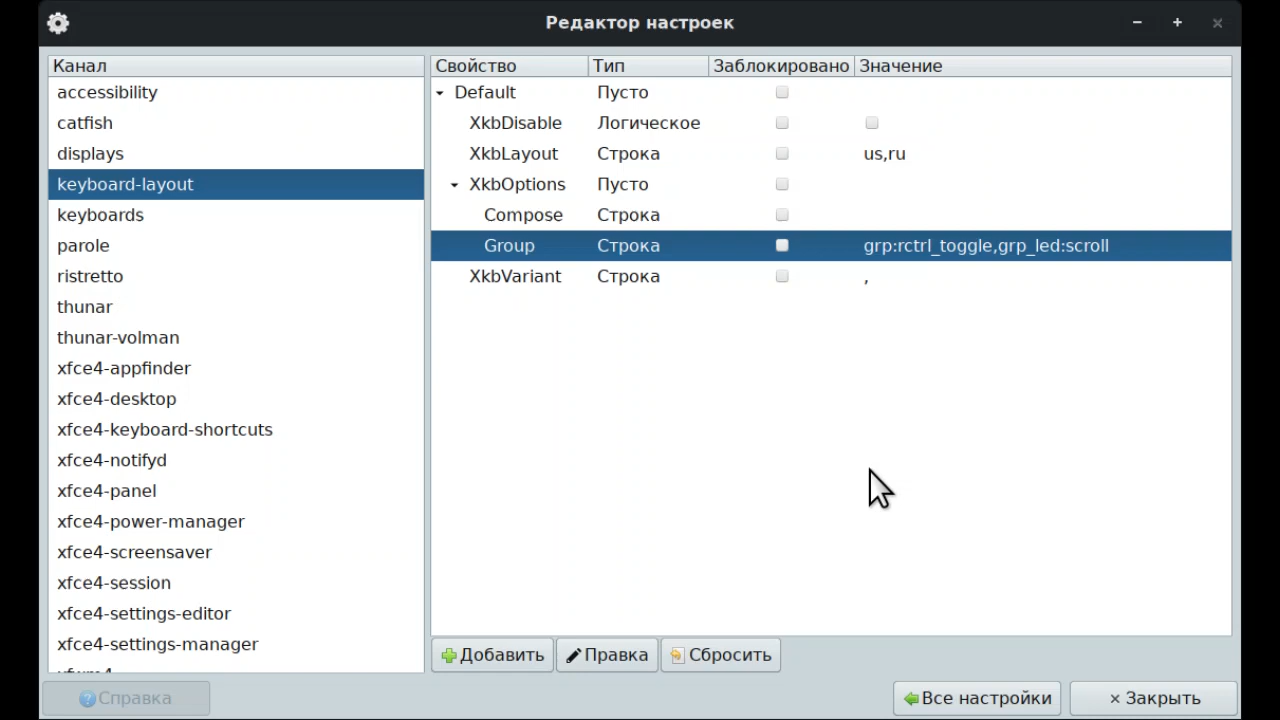 Редактор настроек
Канал
accessibility
catfish
displays
keyboard-layout
keyboards
parole
ristretto
thunar
thunar-volman
xfce4-appfinder
xfce4-desktop
xfce4-keyboard-shortcuts
xfce4-notifyd
xfce4-panel
xfce4-power-manager
xfce4-screensaver
xfce4-session
xfce4-settings-editor
xfce4-settings-manager
Свойство Тип Заблокировано Значение
Default Пусто
XkbDisable Логическое
XkbLayout Строка us,ru
XkbOptions Пусто
Compose Строка
Group Строка grp:rctrl_toggle,grp_led:scroll
XkbVariant Строка ,
Добавить Правка Сбросить
Справка Все настройки Закрыть